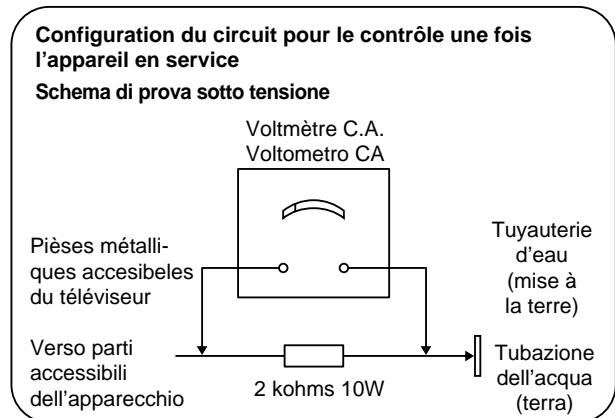 Configuration du circuit pour le contrôle une fois
l'appareil en service
Schema di prova sotto tensione
Voltmètre C.A.
Voltometro CA
Pièses métalli-
ques accesibeles
du téléviseur
Tuyauterie
d'eau
(mise à
la terre)
Verso parti
accessibili
dell'apparecchio
2 kohms 10W
Tubazione
dell'acqua
(terra)